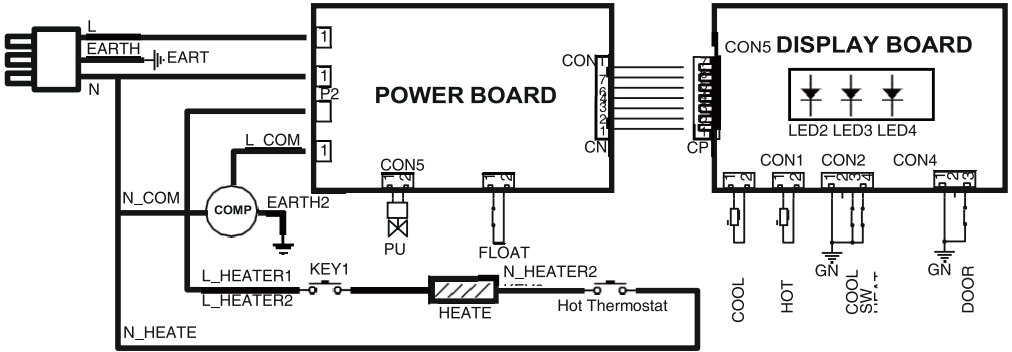 L
EARTH
EART
N
1
1
P2
1
L_COM
N_COM
COMP
EARTH2
POWER BOARD
CON5
1 2
PU
1 2
FLOAT
CON1
7
6
4
3
2
1
CN
CON5
DISPLAY BOARD
LED2 LED3 LED4
CP
CON1
CON2
CON4
1 2
1 2
1 2 3 4
1 2 3
GN
GN
COOL
HOT
COOL
SW
DOOR
L_HEATER1
L_HEATER2
KEY1
HEATE
N_HEATER2
Hot Thermostat
N_HEATE